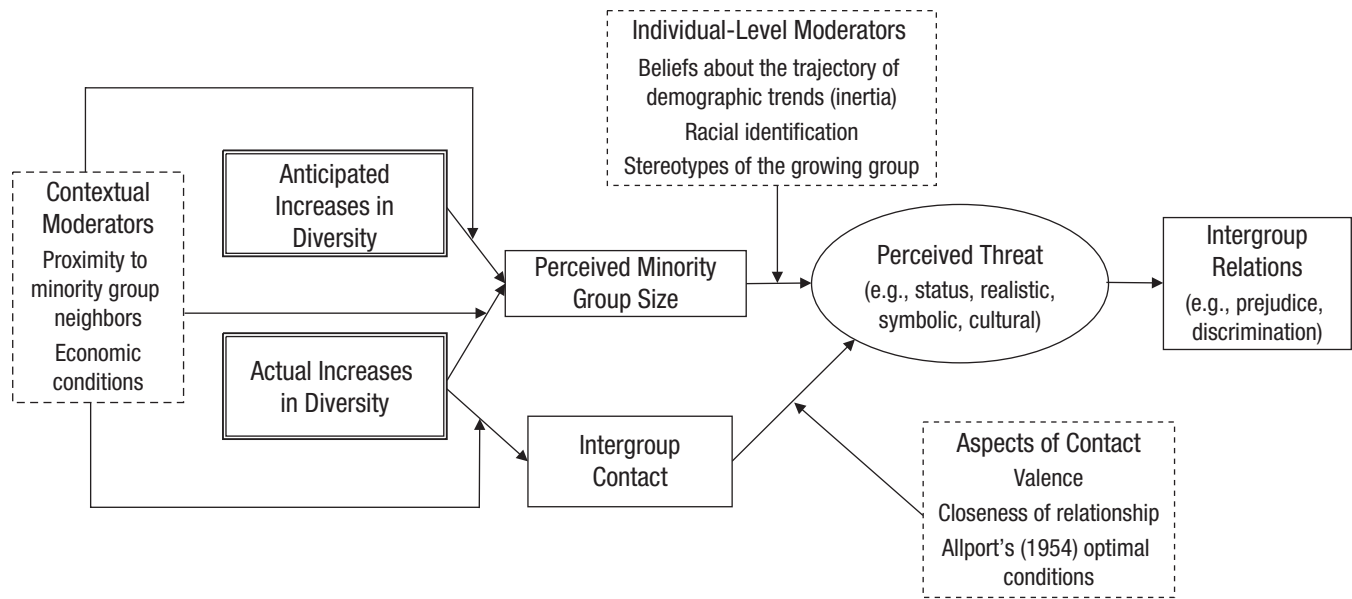 Individual-Level Moderators
Beliefs about the trajectory of
demographic trends (inertia)
Racial identification
Stereotypes of the growing group
Contextual
Moderators
Proximity to
minority group
neighbors
Economic
conditions
Anticipated
Increases in
Diversity
Actual Increases
in Diversity
Perceived Minority
Group Size
Intergroup
Contact
Perceived Threat
(e.g., status, realistic,
symbolic, cultural)
Intergroup
Relations
(e.g., prejudice,
discrimination)
Aspects of Contact
Valence
Closeness of relationship
Allport’s (1954) optimal
conditions